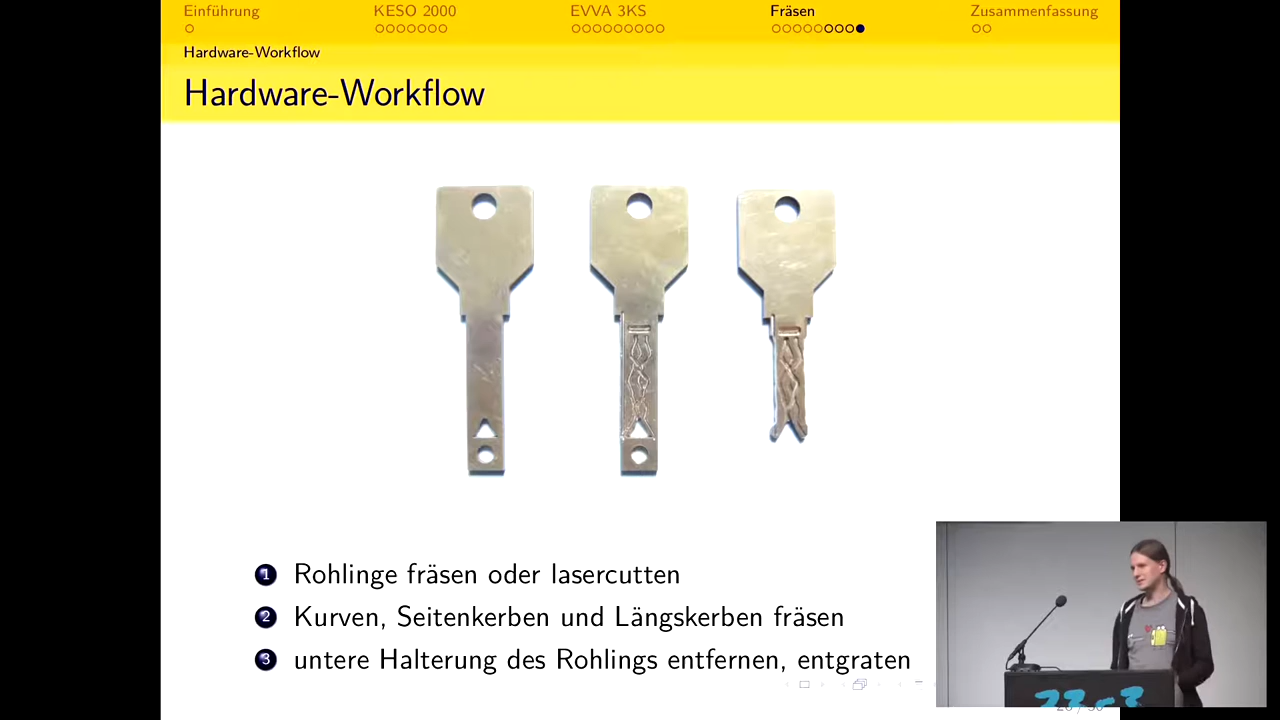 Einführung KESO 2000 EVVA 3KS Fräsen Zusammenfassung
Hardware-Workflow
Hardware-Workflow
1 Rohlinge fräsen oder lasercutten
2 Kurven, Seitenkerben und Längskerben fräsen
3 untere Halterung des Rohlings entfernen, entgraten